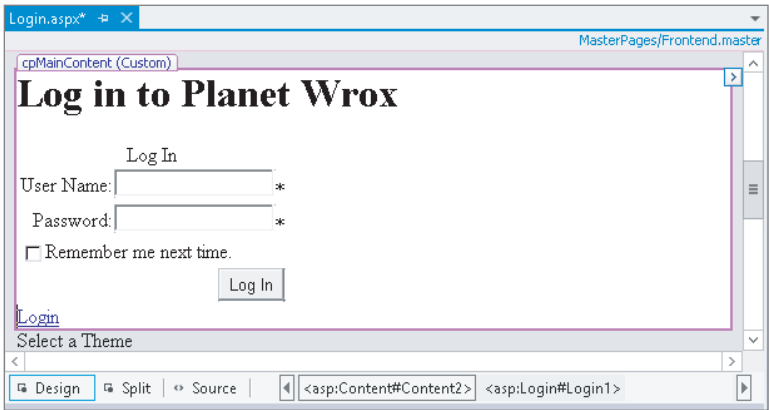 Login.aspx*
MasterPages/Frontend.master
cpMainContent (Custom)
Log in to Planet Wrox
Log In
User Name: *
Password: *
Remember me next time.
Log In
Login
Select a Theme
Design Split Source <asp:Content#Content2> <asp:Login#Login1>